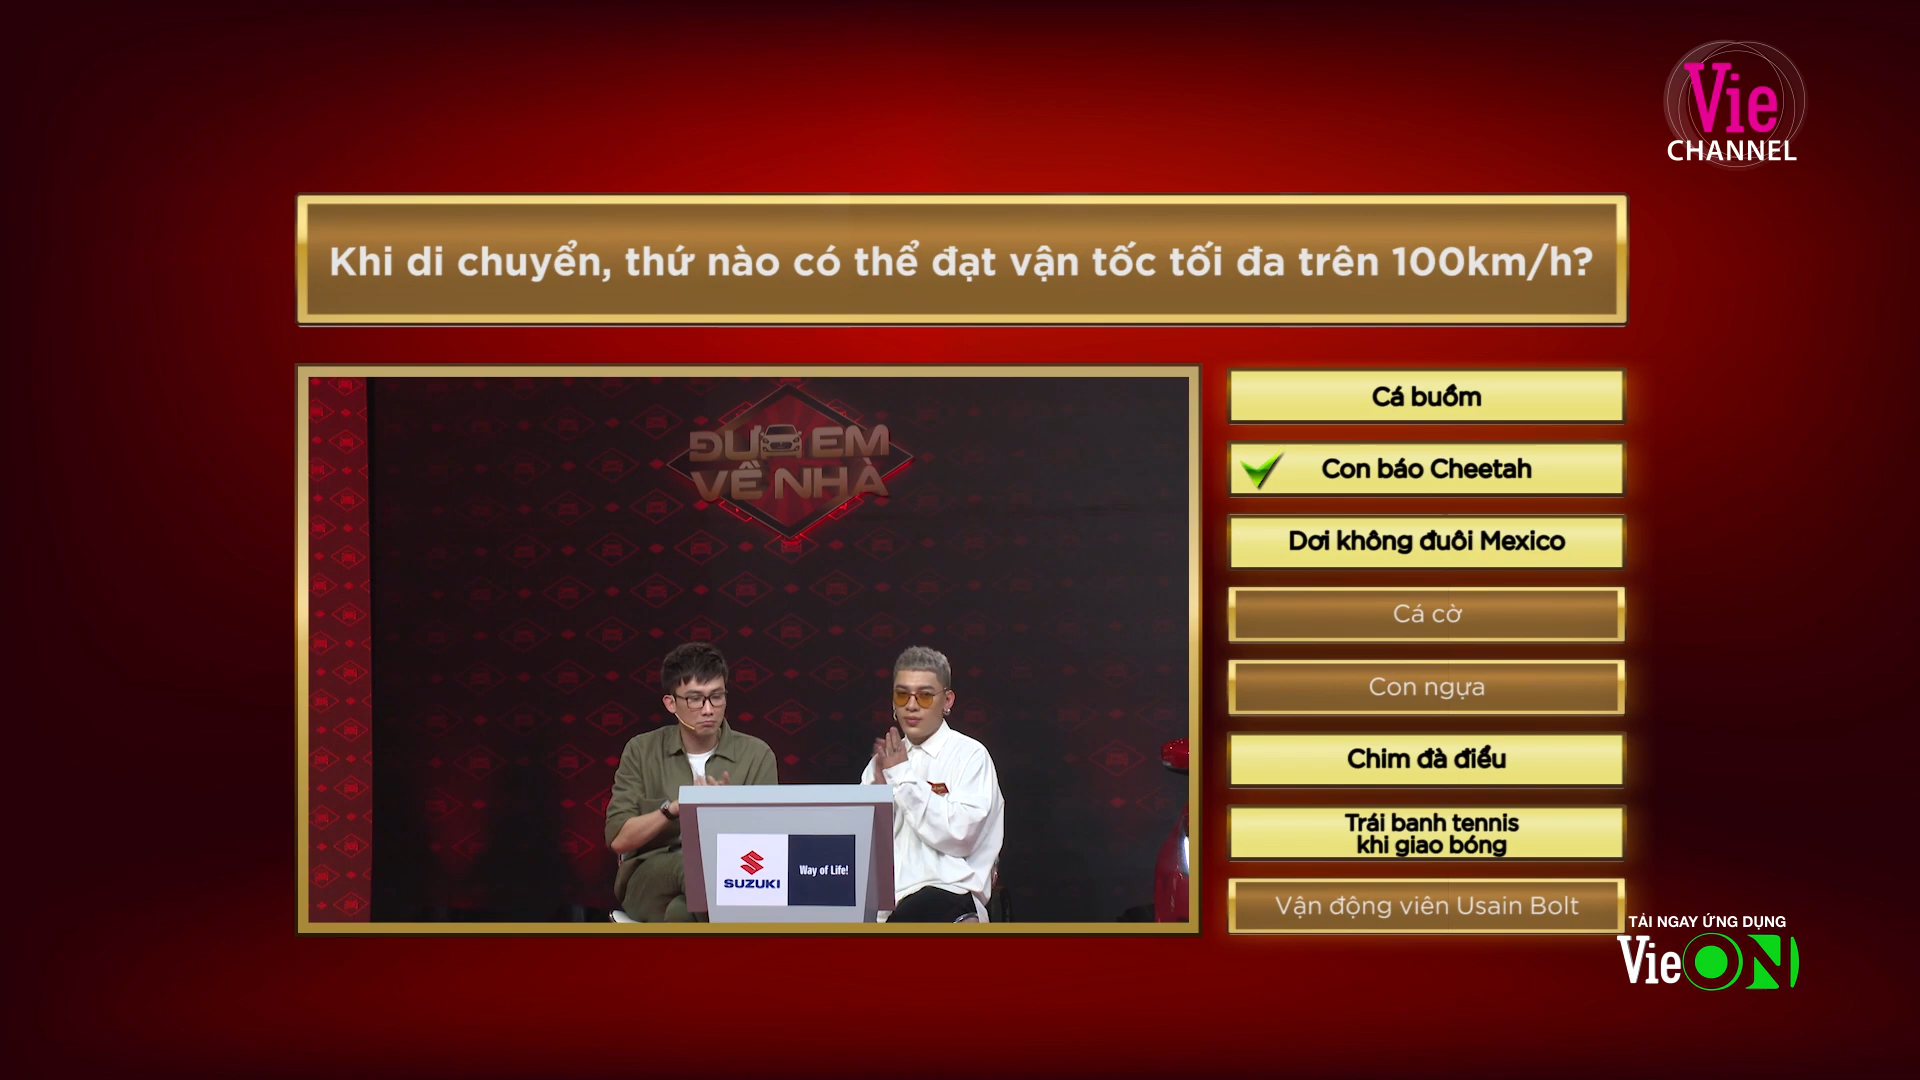 Vie
CHANNEL
Khi di chuyển, thứ nào có thể đạt vận tốc tối đa trên 100km/h?
ĐƯA EM
VỀ NHÀ
SUZUKI
Way of Life!
Cá buồm
Con báo Cheetah
Dơi không đuôi Mexico
Cá cờ
Con ngựa
Chim đà điểu
Trái banh tennis
khi giao bóng
Vận động viên Usain Bolt
TẢI NGAY ỨNG DỤNG
VieON